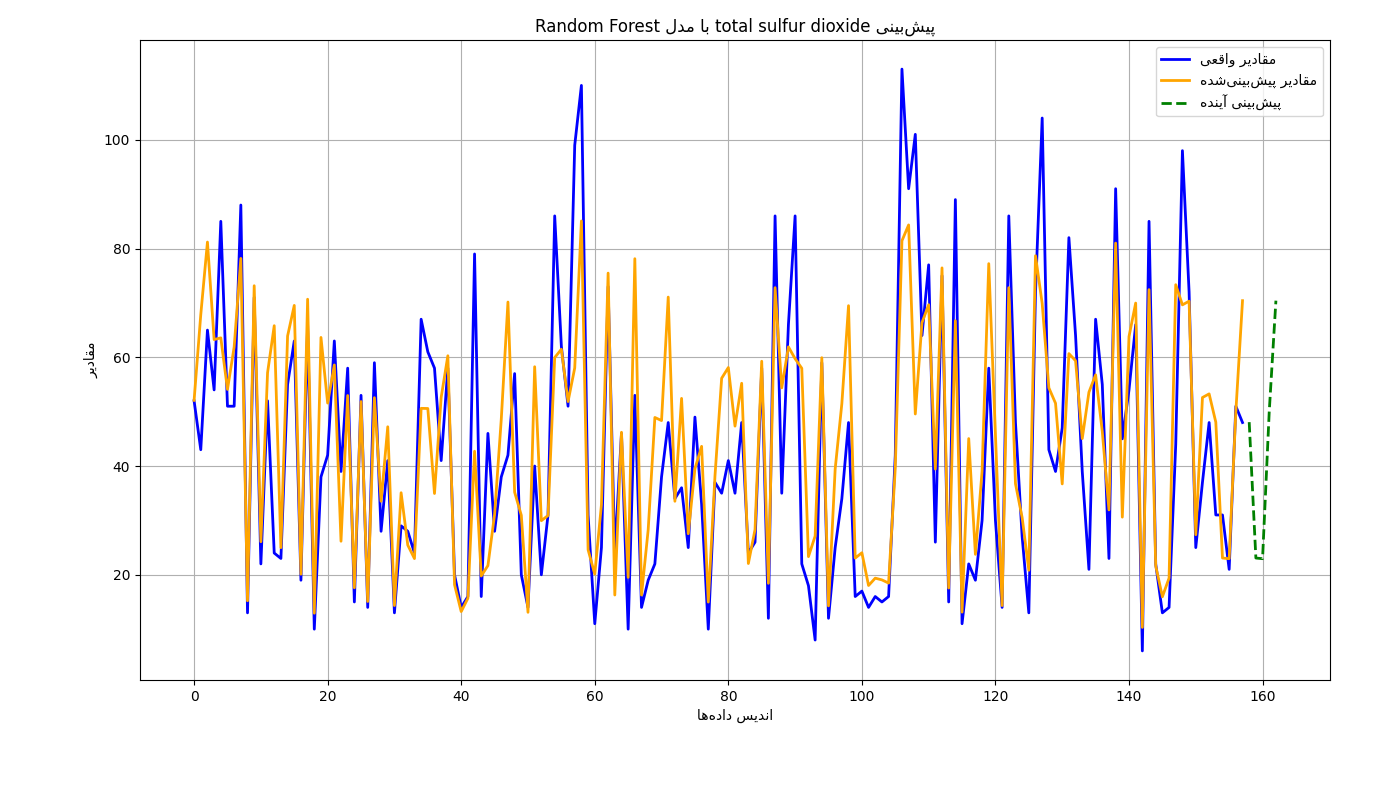 پیش‌بینی total sulfur dioxide با مدل Random Forest
مقادیر واقعی
مقادیر پیش‌بینی‌شده
پیش‌بینی آینده
مقادیر
100
80
60
40
20
0 20 40 60 80 100 120 140 160
اندیس داده‌ها